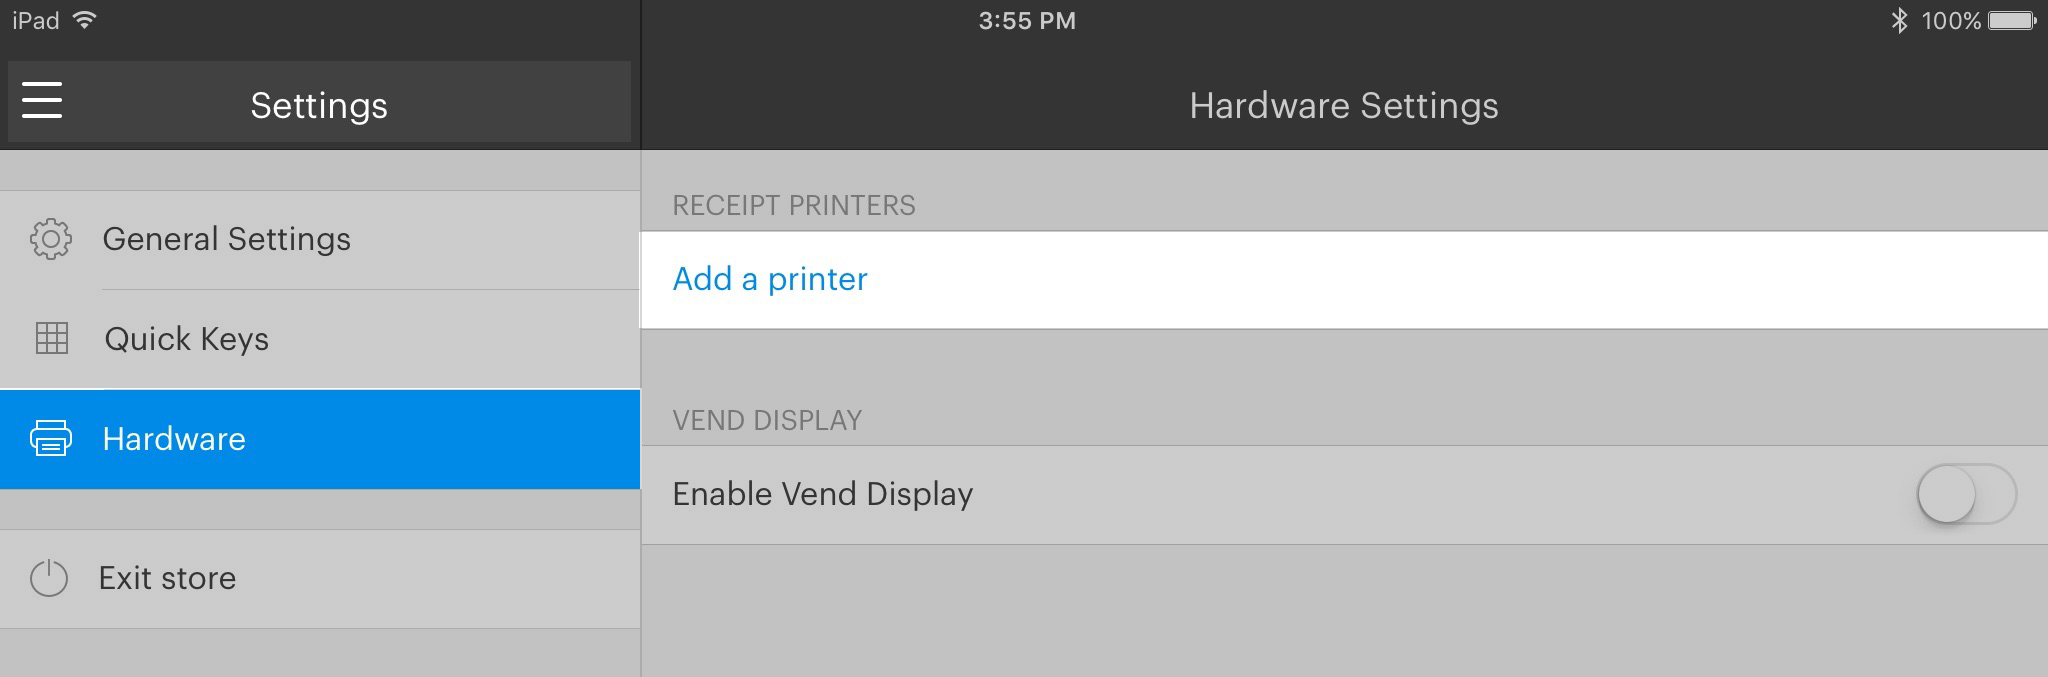 iPad
3:55 PM
100%
Settings
Hardware Settings
General Settings
Quick Keys
Hardware
Exit store
RECEIPT PRINTERS
Add a printer
VEND DISPLAY
Enable Vend Display